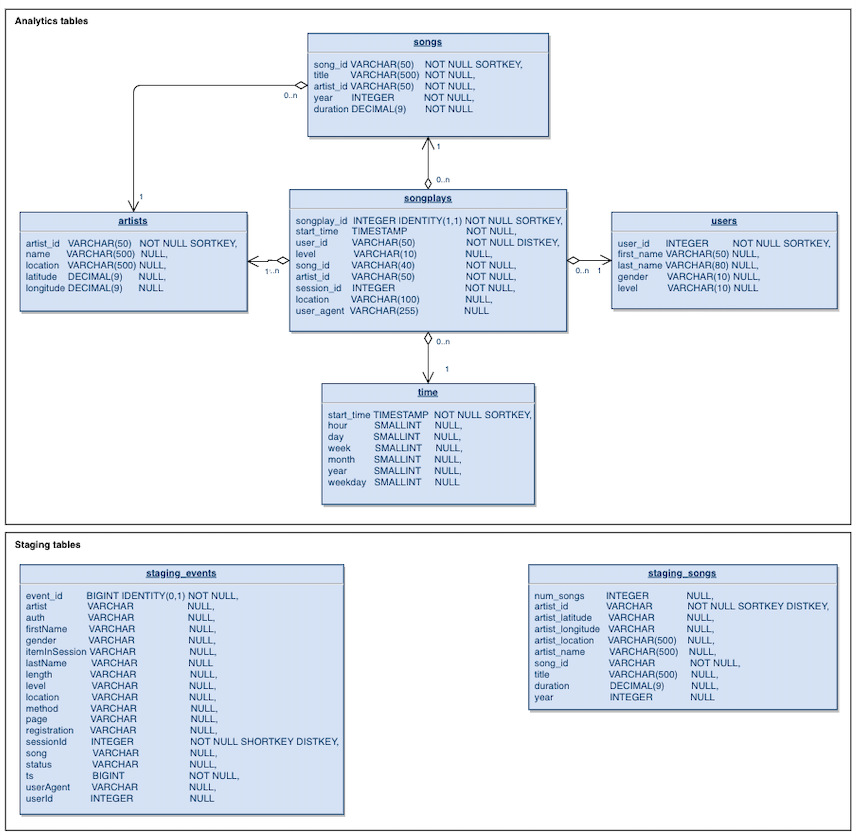 Analytics tables
songs
song_id VARCHAR(50) NOT NULL SORTKEY,
title VARCHAR(500) NOT NULL,
artist_id VARCHAR(50) NOT NULL,
year INTEGER NOT NULL,
duration DECIMAL(9) NOT NULL
0..n
1
0..n
1
songplays
songplay_id INTEGER IDENTITY(1,1) NOT NULL SORTKEY,
start_time TIMESTAMP NOT NULL,
user_id VARCHAR(50) NOT NULL DISTKEY,
level VARCHAR(10) NULL,
song_id VARCHAR(40) NOT NULL,
artist_id VARCHAR(50) NOT NULL,
session_id INTEGER NOT NULL,
location VARCHAR(100) NULL,
user_agent VARCHAR(255) NULL
artists
artist_id VARCHAR(50) NOT NULL SORTKEY,
name VARCHAR(500) NULL,
location VARCHAR(500) NULL,
latitude DECIMAL(9) NULL,
longitude DECIMAL(9) NULL
1..n
users
user_id INTEGER NOT NULL SORTKEY,
first_name VARCHAR(50) NULL,
last_name VARCHAR(80) NULL,
gender VARCHAR(10) NULL,
level VARCHAR(10) NULL
0..n 1
0..n
1
time
start_time TIMESTAMP NOT NULL SORTKEY,
hour SMALLINT NULL,
day SMALLINT NULL,
week SMALLINT NULL,
month SMALLINT NULL,
year SMALLINT NULL,
weekday SMALLINT NULL
Staging tables
staging_events
event_id BIGINT IDENTITY(0,1) NOT NULL,
artist VARCHAR NULL,
auth VARCHAR NULL,
firstName VARCHAR NULL,
gender VARCHAR NULL,
itemInSession VARCHAR NULL,
lastName VARCHAR NULL
length VARCHAR NULL,
level VARCHAR NULL,
location VARCHAR NULL,
method VARCHAR NULL,
page VARCHAR NULL,
registration VARCHAR NULL,
sessionId INTEGER NOT NULL SHORTKEY DISTKEY,
song VARCHAR NULL,
status VARCHAR NULL,
ts BIGINT NOT NULL,
userAgent VARCHAR NULL,
userId INTEGER NULL
staging_songs
num_songs INTEGER NULL,
artist_id VARCHAR NOT NULL SORTKEY DISTKEY,
artist_latitude VARCHAR NULL,
artist_longitude VARCHAR NULL,
artist_location VARCHAR(500) NULL,
artist_name VARCHAR(500) NULL,
song_id VARCHAR NOT NULL,
title VARCHAR(500) NULL,
duration DECIMAL(9) NULL,
year INTEGER NULL